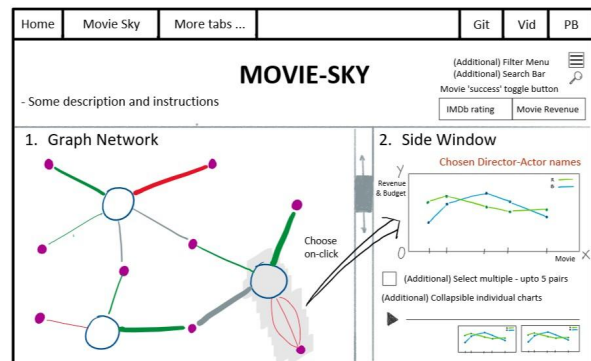 Home Movie Sky More tabs ... Git Vid PB
MOVIE-SKY
(Additional) Filter Menu
(Additional) Search Bar
Movie 'success' toggle button
IMDb rating Movie Revenue
- Some description and instructions
1. Graph Network
Choose
on-click
2. Side Window
Chosen Director-Actor names
Y
Revenue
& Budget
0
X
Movie
(Additional) Select multiple - upto 5 pairs
(Additional) Collapsible individual charts